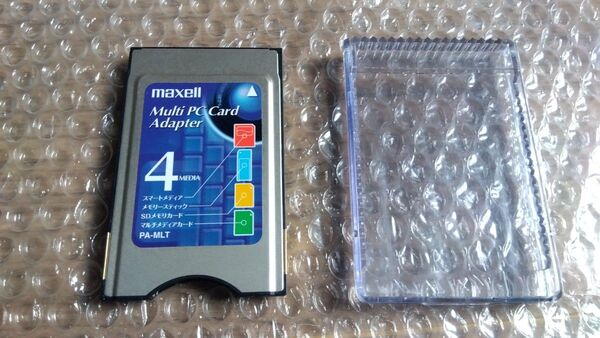 maxell
Multi PC Card
Adapter
4 MEDIA
スマートメディア
メモリースティック
SDメモリカード
マルチメディアカード
PA-MLT